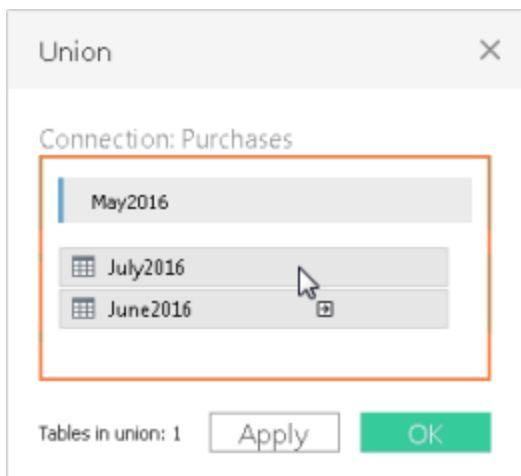 Union
Connection: Purchases
May2016
July2016
June2016
Tables in union: 1 Apply OK